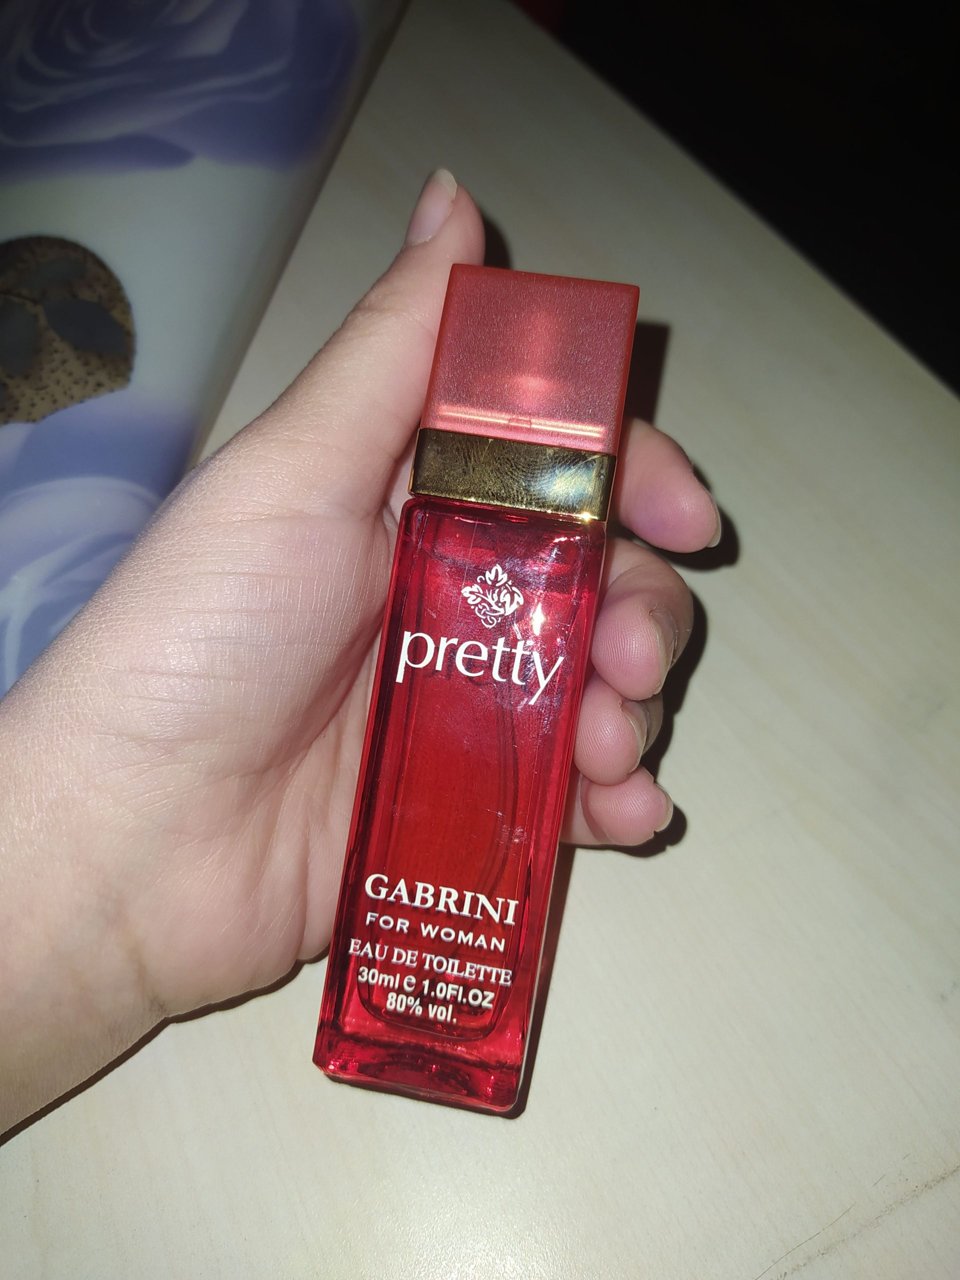 pretty
GABRINI
FOR WOMAN
EAU DE TOILETTE
30ml e 1.0Fl.OZ
80% vol.